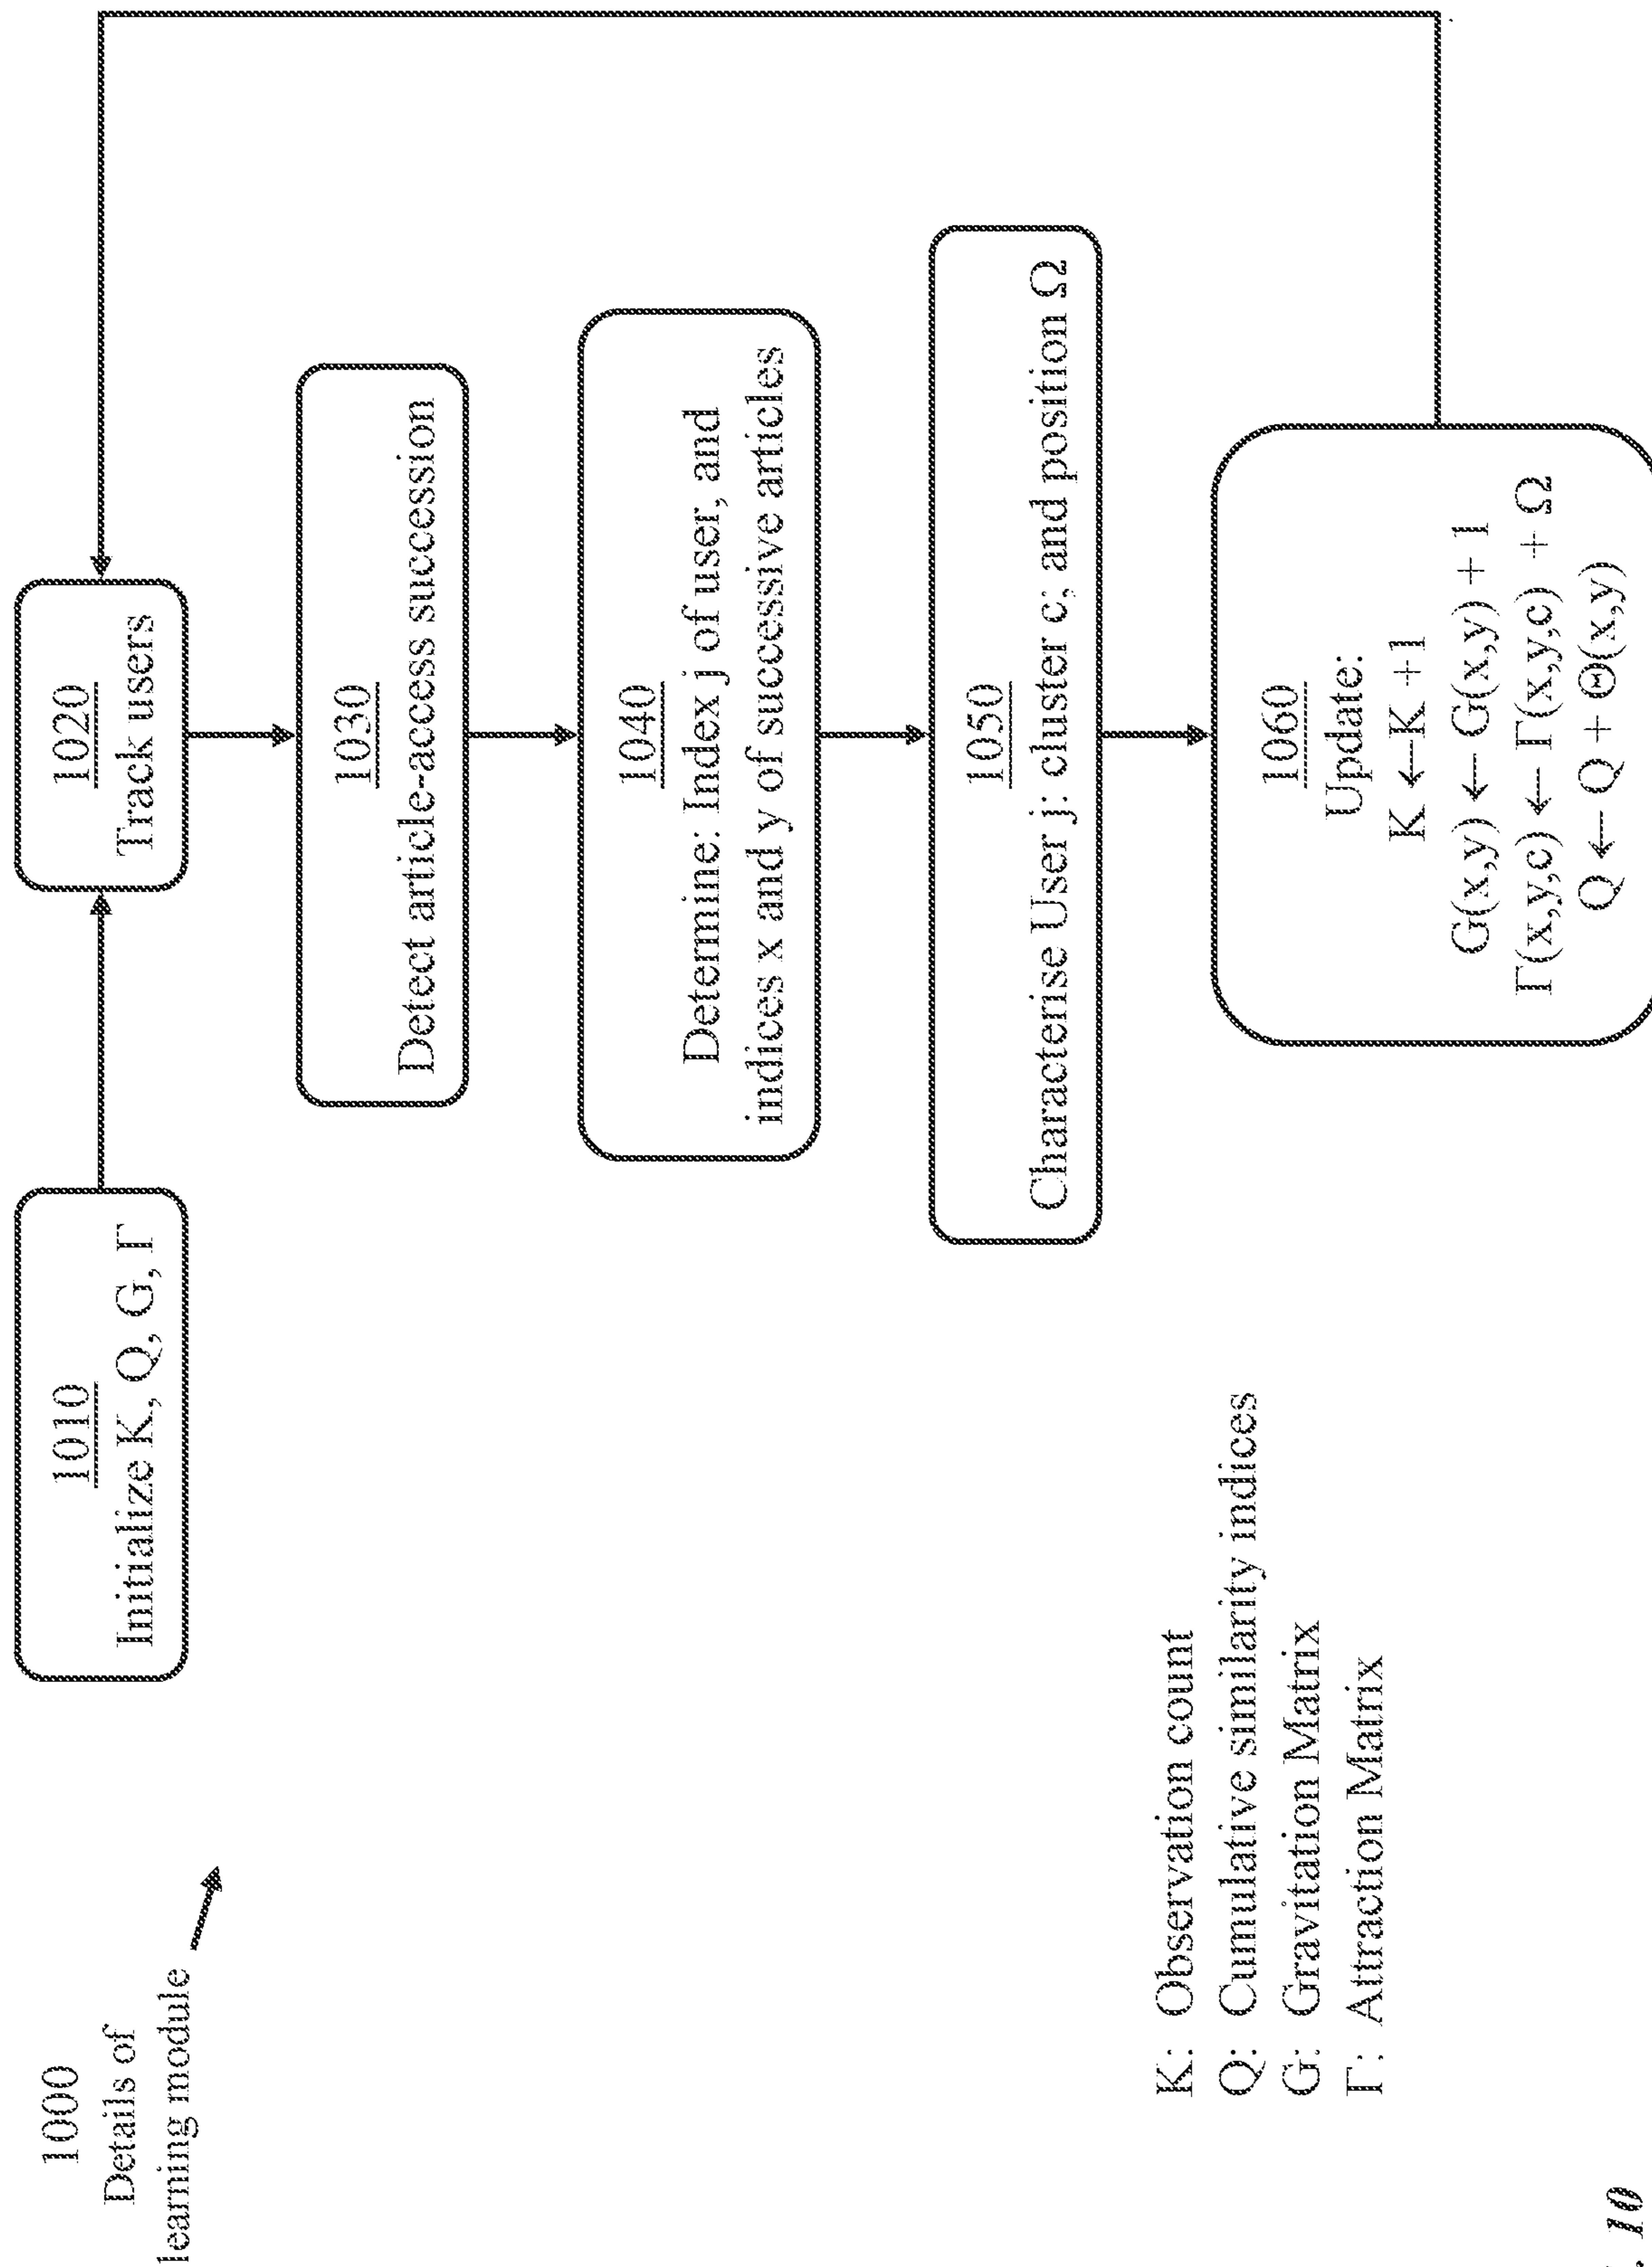 1000
Details of
learning module
1010
Initialize K, Q, G, Γ
1020
Track users
1030
Detect article-access succession
1040
Determine: Index j of user, and
indices x and y of successive articles
1050
Characterise User j: cluster c; and position Ω
1060
Update:
K ←K +1
G(x,y) ← G(x,y) + 1
Γ(x,y,c) ← Γ(x,y,c) + Ω
Q ← Q + Θ(x,y)
K: Observation count
Q: Cumulative similarity indices
G: Gravitation Matrix
Γ: Attraction Matrix
10